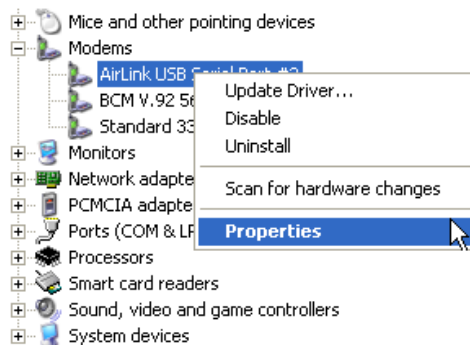 Mice and other pointing devices
Modems
AirLink USB Serial Port #2
BCM V.92 56
Standard 33
Monitors
Network adapte
PCMCIA adapte
Ports (COM & LP
Processors
Smart card readers
Sound, video and game controllers
System devices
Update Driver...
Disable
Uninstall
Scan for hardware changes
Properties